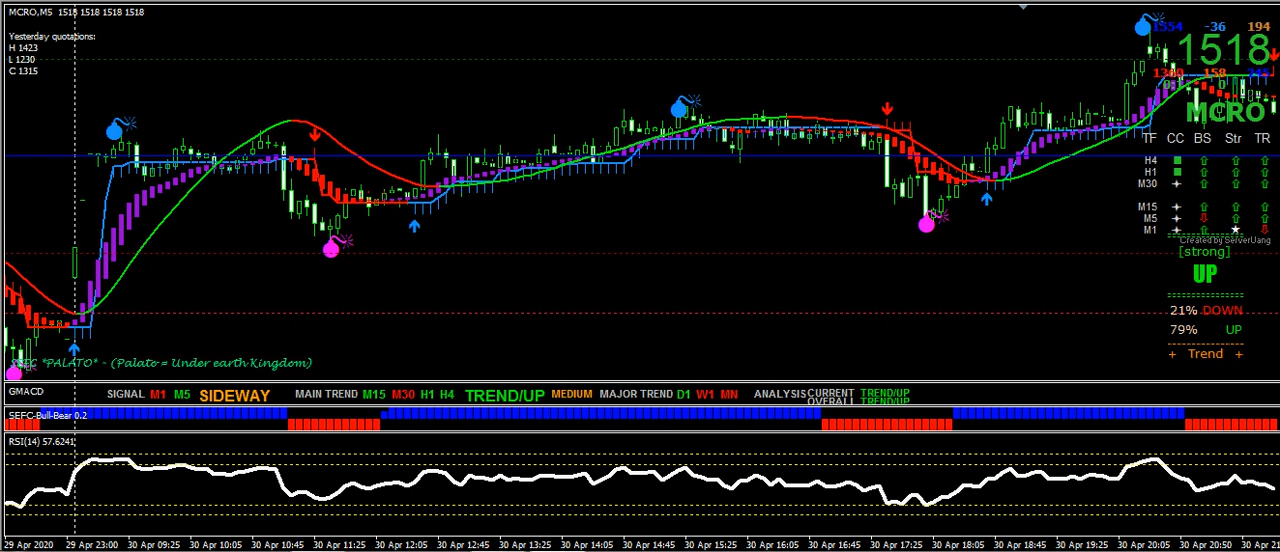 MCRO,M5 1518 1518 1518 1518
Yesterday quotations:
H 1423
L 1230
C 1315
1554 -36 194
1518
1360 158
MCRO
TF CC BS Str TR
H4
H1
M30
M15
M5
M1
Created by ServerUang
[strong]
UP
21% DOWN
79% UP
+ Trend +
*PALATO* - (Palato = Under earth Kingdom)
GMACD SIGNAL M1 M5 SIDEWAY MAIN TREND M15 M30 H1 H4 TREND/UP MEDIUM MAJOR TREND D1 W1 MN ANALYSIS CURRENT TREND/UP
OVERALL TREND/UP
SEFC-Bull-Bear 0.2
RSI(14) 57.6241
29 Apr 2020 29 Apr 23:00 30 Apr 09:25 30 Apr 10:05 30 Apr 10:45 30 Apr 11:25 30 Apr 12:05 30 Apr 12:45 30 Apr 13:25 30 Apr 14:05 30 Apr 14:45 30 Apr 15:25 30 Apr 16:05 30 Apr 16:45 30 Apr 17:25 30 Apr 18:05 30 Apr 18:45 30 Apr 19:25 30 Apr 20:05 30 Apr 20:50